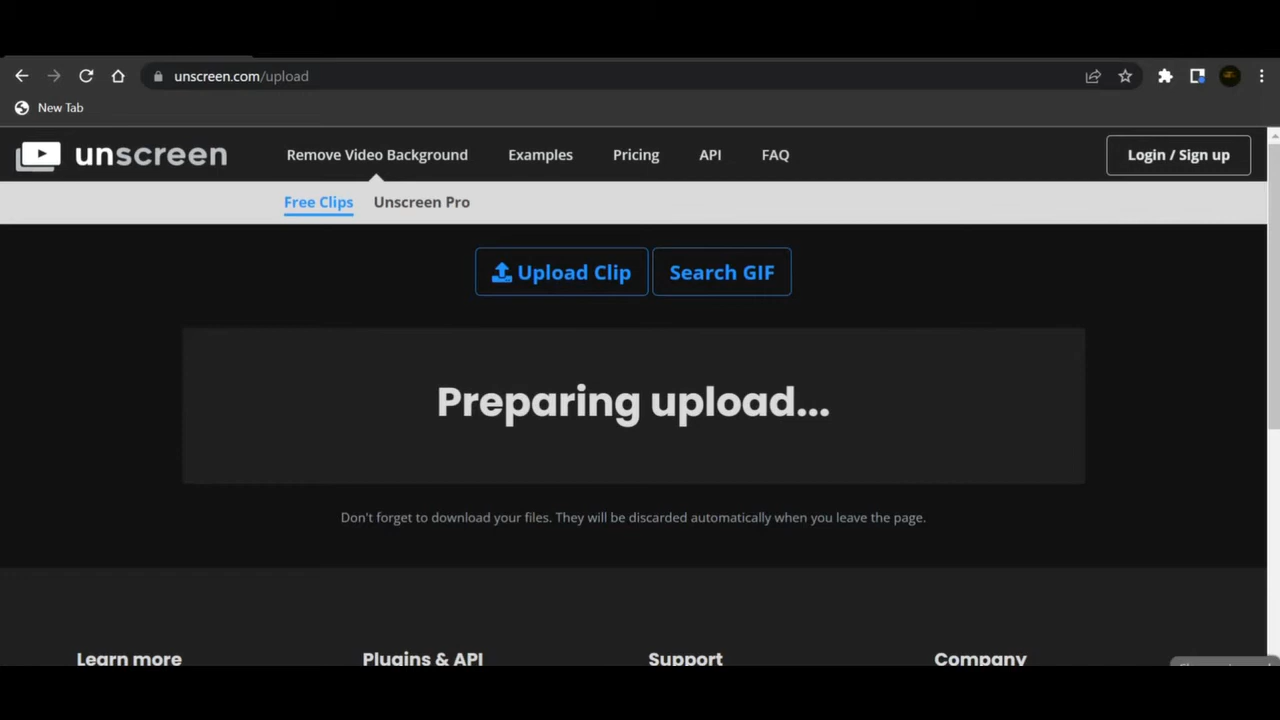 unscreen.com/upload
New Tab
unscreen
Remove Video Background
Examples
Pricing
API
FAQ
Login / Sign up
Free Clips
Unscreen Pro
Upload Clip
Search GIF
Preparing upload...
Don't forget to download your files. They will be discarded automatically when you leave the page.
Learn more
Plugins & API
Support
Company